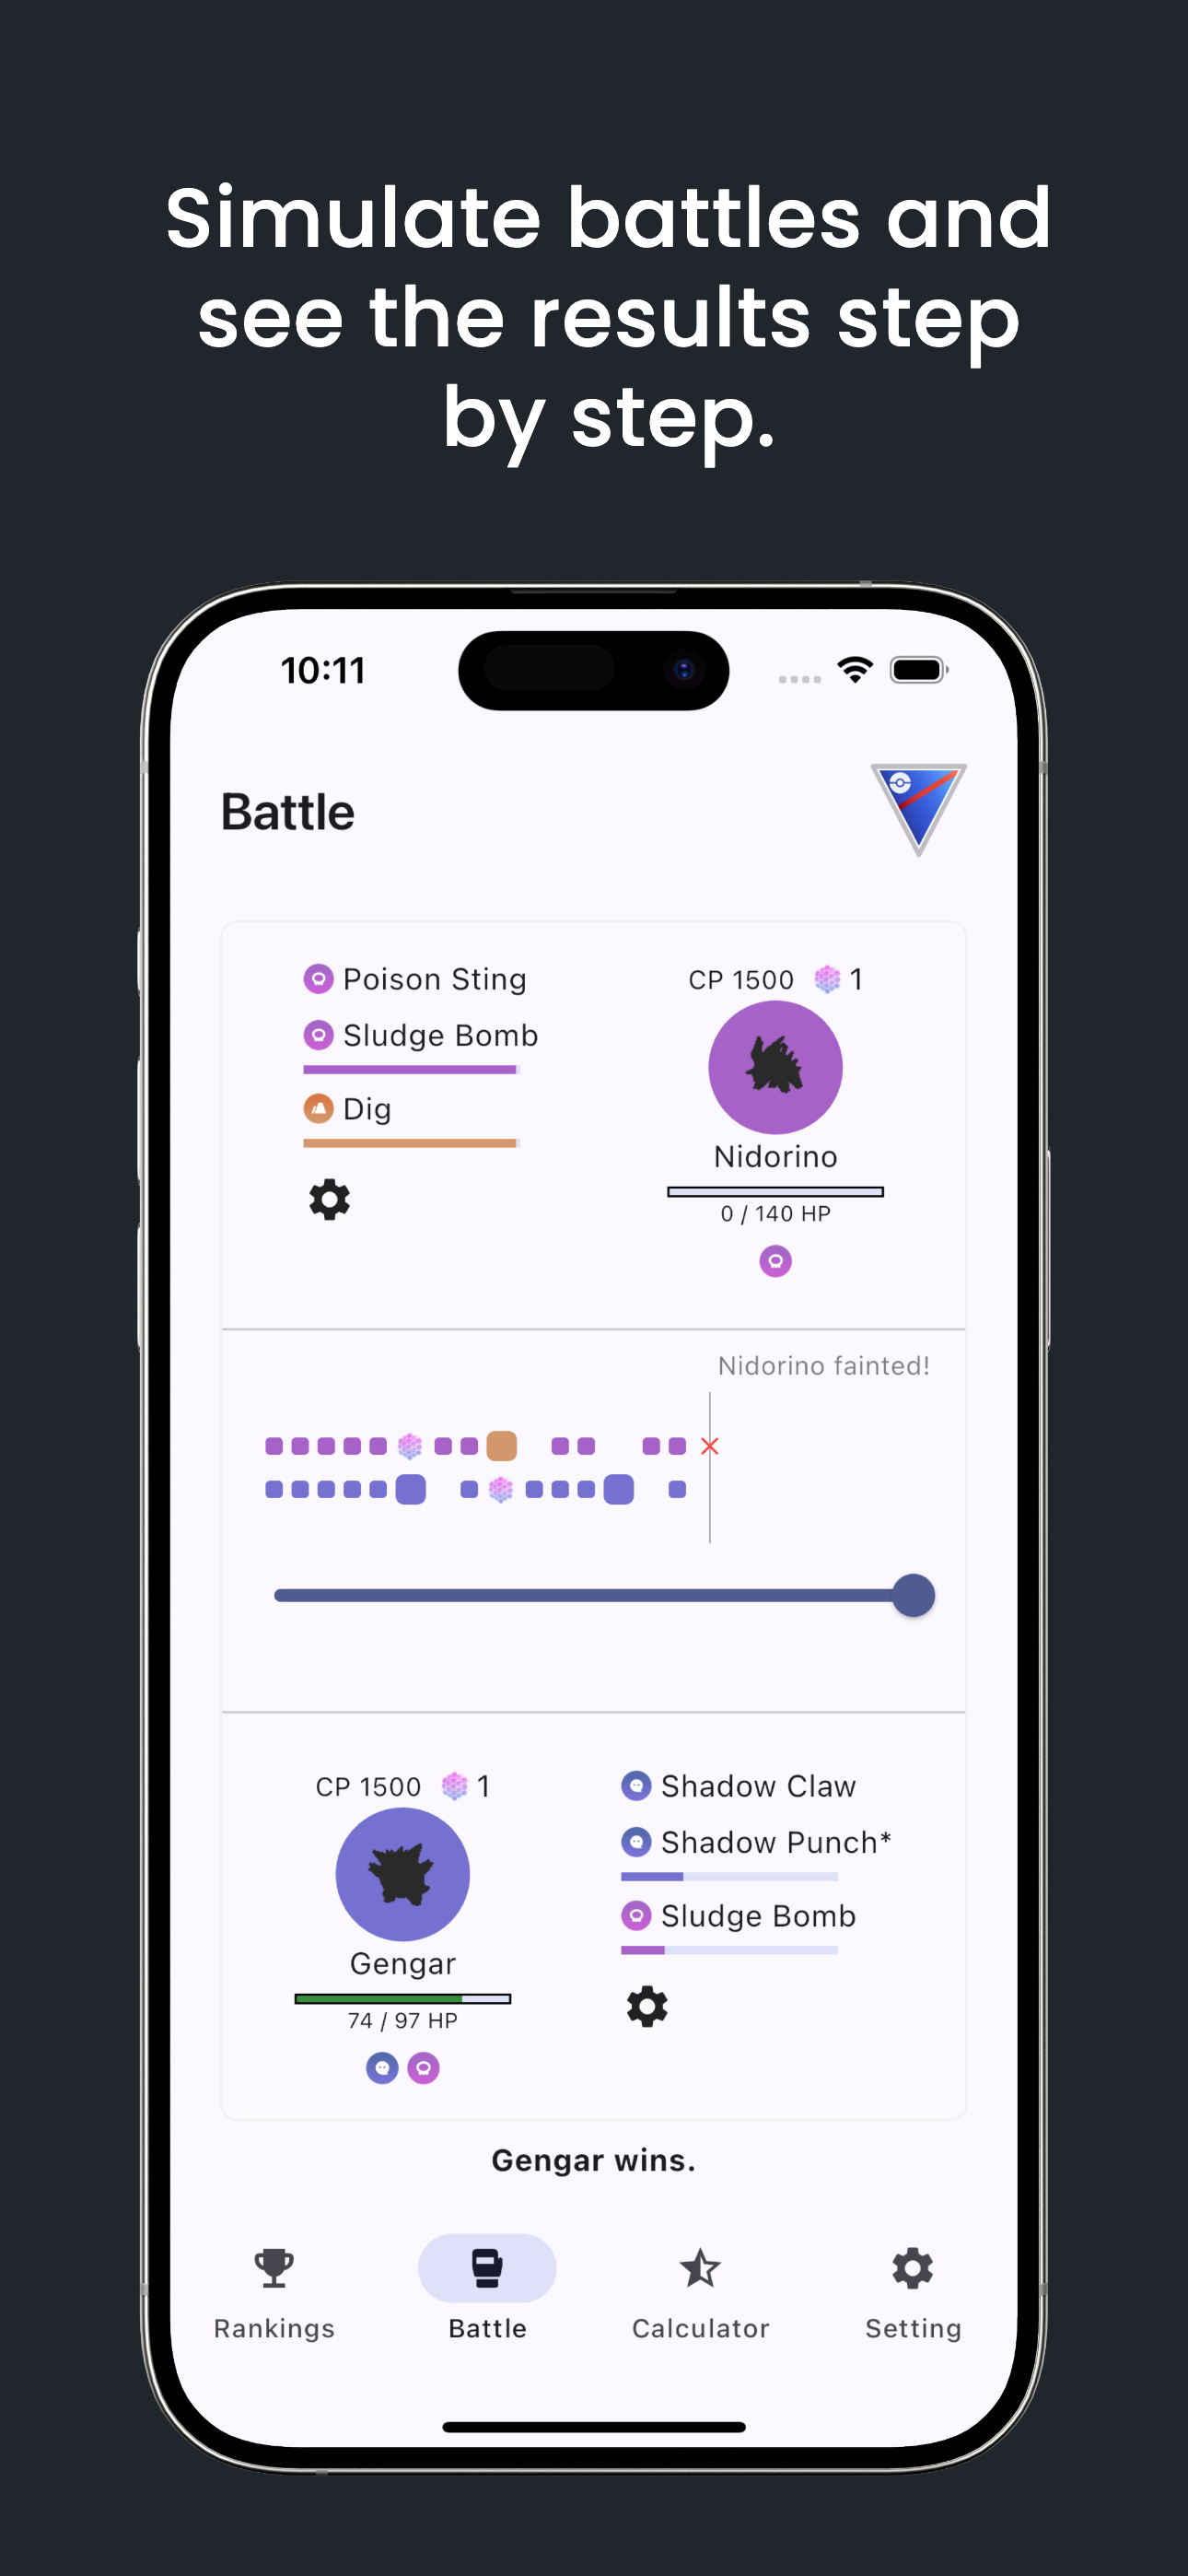 Simulate battles and
see the results step
by step.
10:11
Battle
Poison Sting
CP 1500 1
Sludge Bomb
Dig
Nidorino
0 / 140 HP
Nidorino fainted!
CP 1500 1
Shadow Claw
Shadow Punch*
Sludge Bomb
Gengar
74 / 97 HP
Gengar wins.
Rankings Battle Calculator Setting